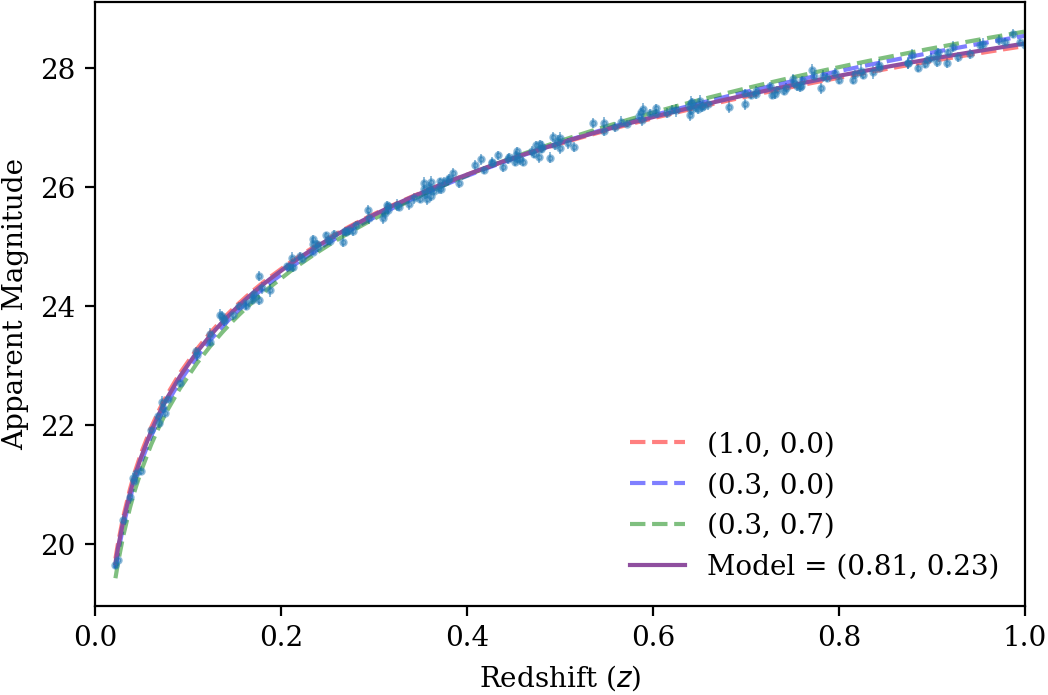 28
26
24
22
20
Apparent Magnitude
(1.0, 0.0)
(0.3, 0.0)
(0.3, 0.7)
Model = (0.81, 0.23)
0.0 0.2 0.4 0.6 0.8 1.0
Redshift (z)